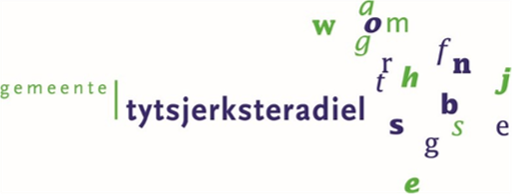 gemeente
tytsjerksteradiel
a
w o m
g
f
r n
t h j
b
s s e
g
e